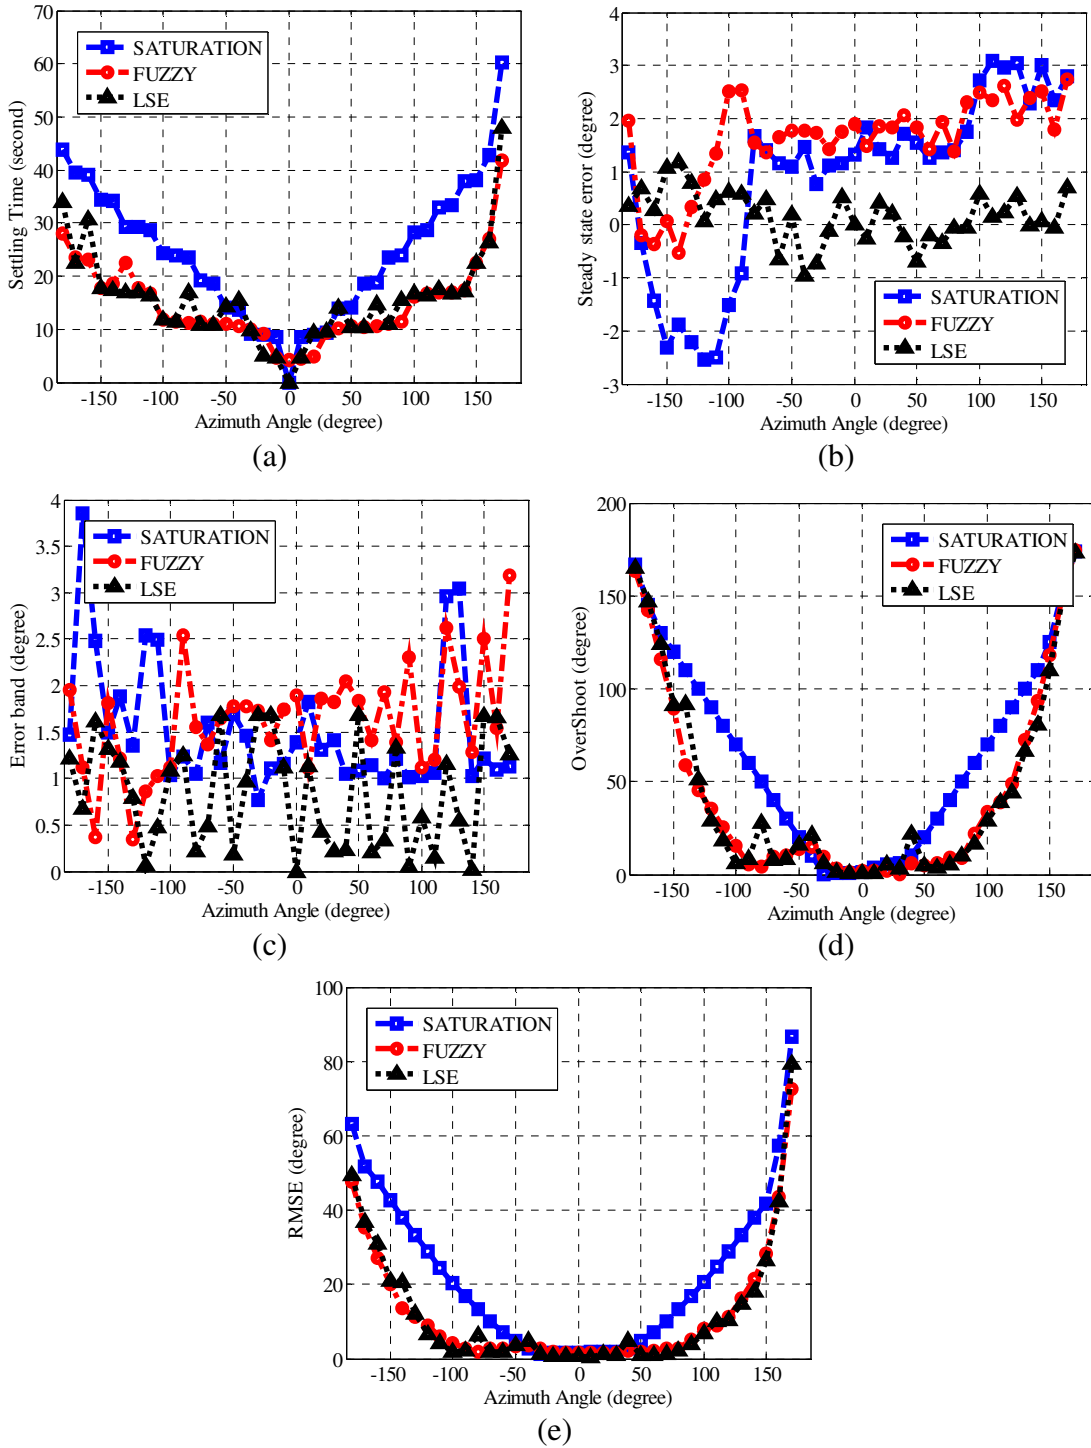 70
60
50
40
30
20
10
0
Settling Time (second)
SATURATION
FUZZY
LSE
-150 -100 -50 0 50 100 150
Azimuth Angle (degree)
(a)
4
3
2
1
0
-1
-2
-3
Steady state error (degree)
SATURATION
FUZZY
LSE
-150 -100 -50 0 50 100 150
Azimuth Angle (degree)
(b)
4
3.5
3
2.5
2
1.5
1
0.5
0
Error band (degree)
SATURATION
FUZZY
LSE
-150 -100 -50 0 50 100 150
Azimuth Angle (degree)
(c)
200
150
100
50
0
OverShoot (degree)
SATURATION
FUZZY
LSE
-150 -100 -50 0 50 100 150
Azimuth Angle (degree)
(d)
100
80
60
40
20
0
RMSE (degree)
SATURATION
FUZZY
LSE
-150 -100 -50 0 50 100 150
Azimuth Angle (degree)
(e)